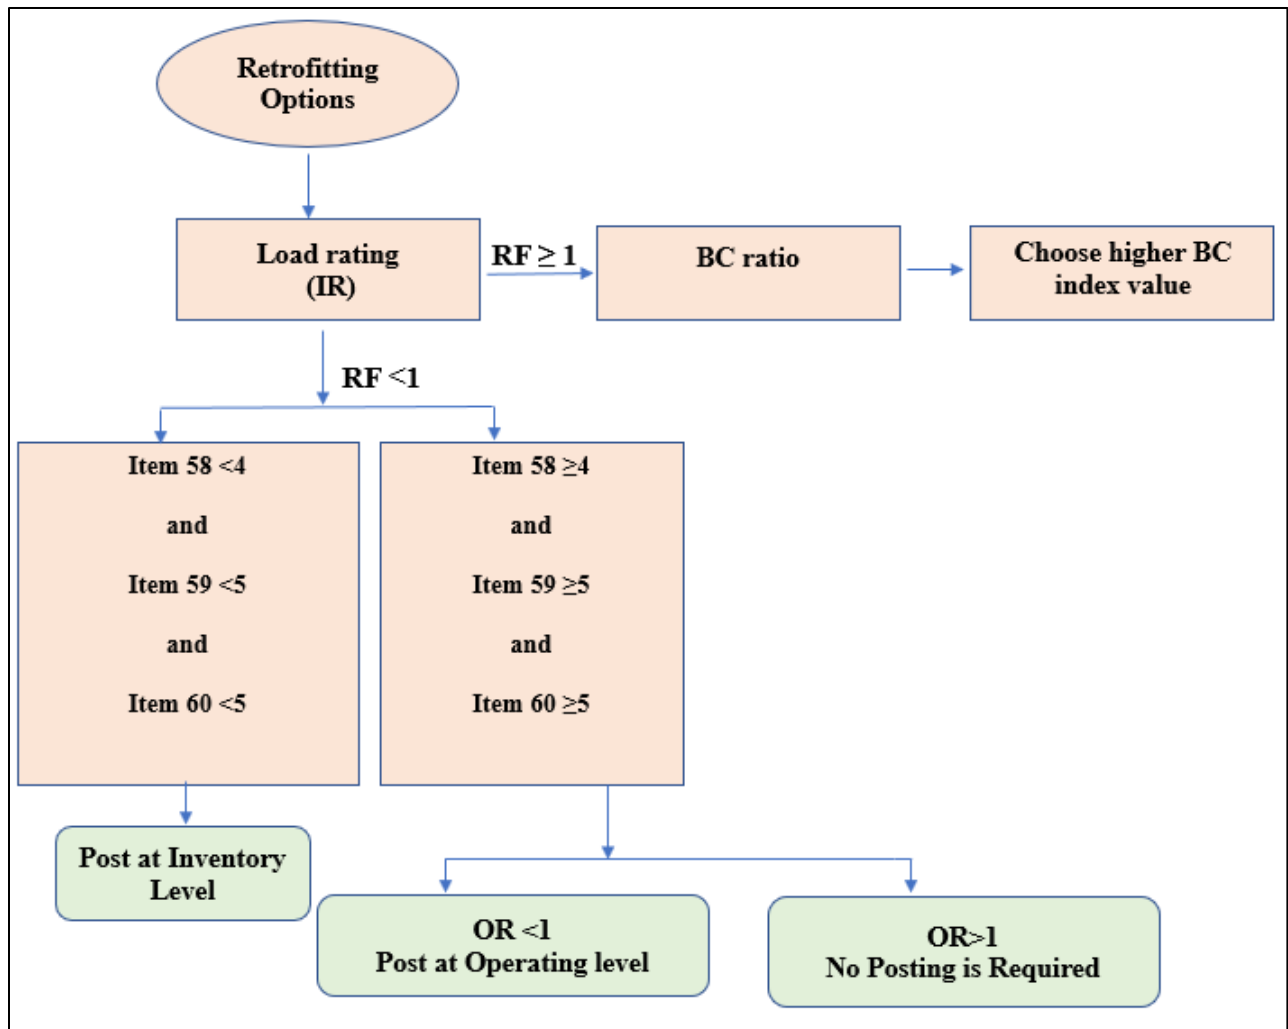 Retrofitting
Options
Load rating
(IR)
RF ≥ 1
BC ratio
Choose higher BC
index value
RF <1
Item 58 <4
and
Item 59 <5
and
Item 60 <5
Item 58 ≥4
and
Item 59 ≥5
and
Item 60 ≥5
Post at Inventory
Level
OR <1
Post at Operating level
OR>1
No Posting is Required